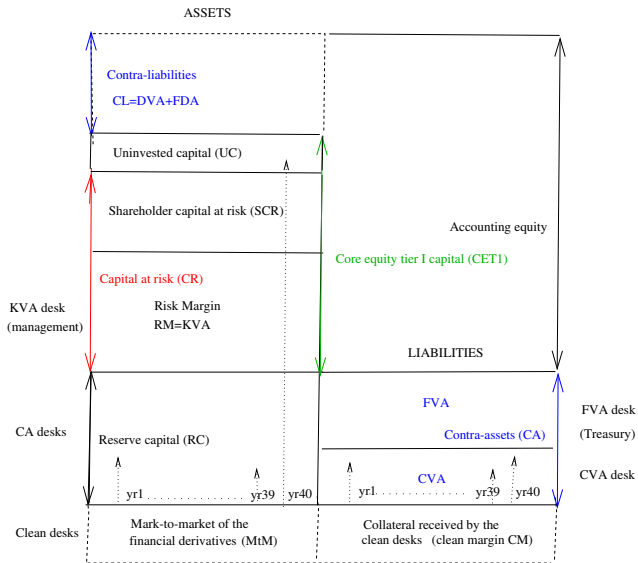 ASSETS
Contra-liabilities
CL=DVA+FDA
Uninvested capital (UC)
Shareholder capital at risk (SCR)
Accounting equity
Core equity tier I capital (CET1)
Capital at risk (CR)
KVA desk
(management)
Risk Margin
RM=KVA
LIABILITIES
FVA
FVA desk
(Treasury)
CA desks
Reserve capital (RC)
Contra-assets (CA)
CVA
CVA desk
yr1 . . . . . . . . . . . . . . yr39 yr40
yr1. . . . . . . . . . . . . . yr39 yr40
Clean desks
Mark-to-market of the
financial derivatives (MtM)
Collateral received by the
clean desks (clean margin CM)